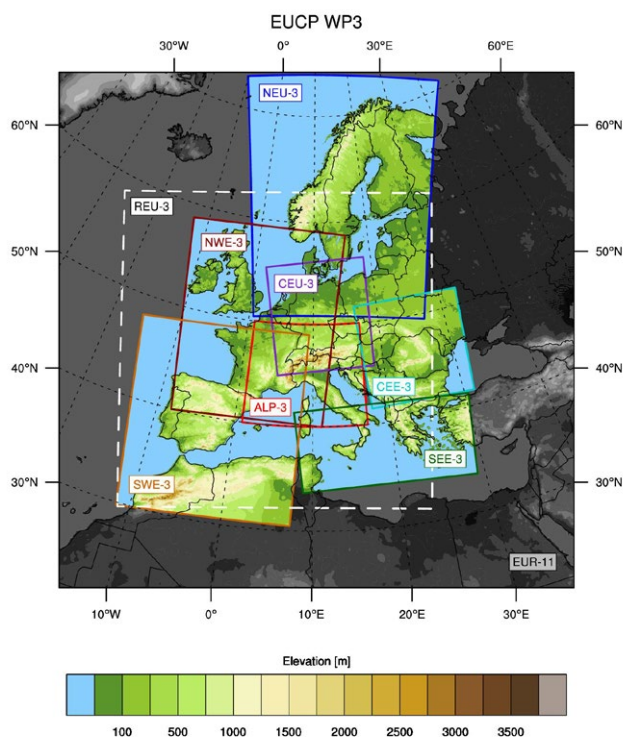 EUCP WP3
30°W 0°E 30°E 60°E
NEU-3
60°N 60°N
REU-3
NWE-3
50°N 50°N
CEU-3
40°N 40°N
CEE-3
ALP-3
SEE-3
30°N 30°N
SWE-3
EUR-11
10°W 0°E 10°E 20°E 30°E
Elevation [m]
100 500 1000 1500 2000 2500 3000 3500